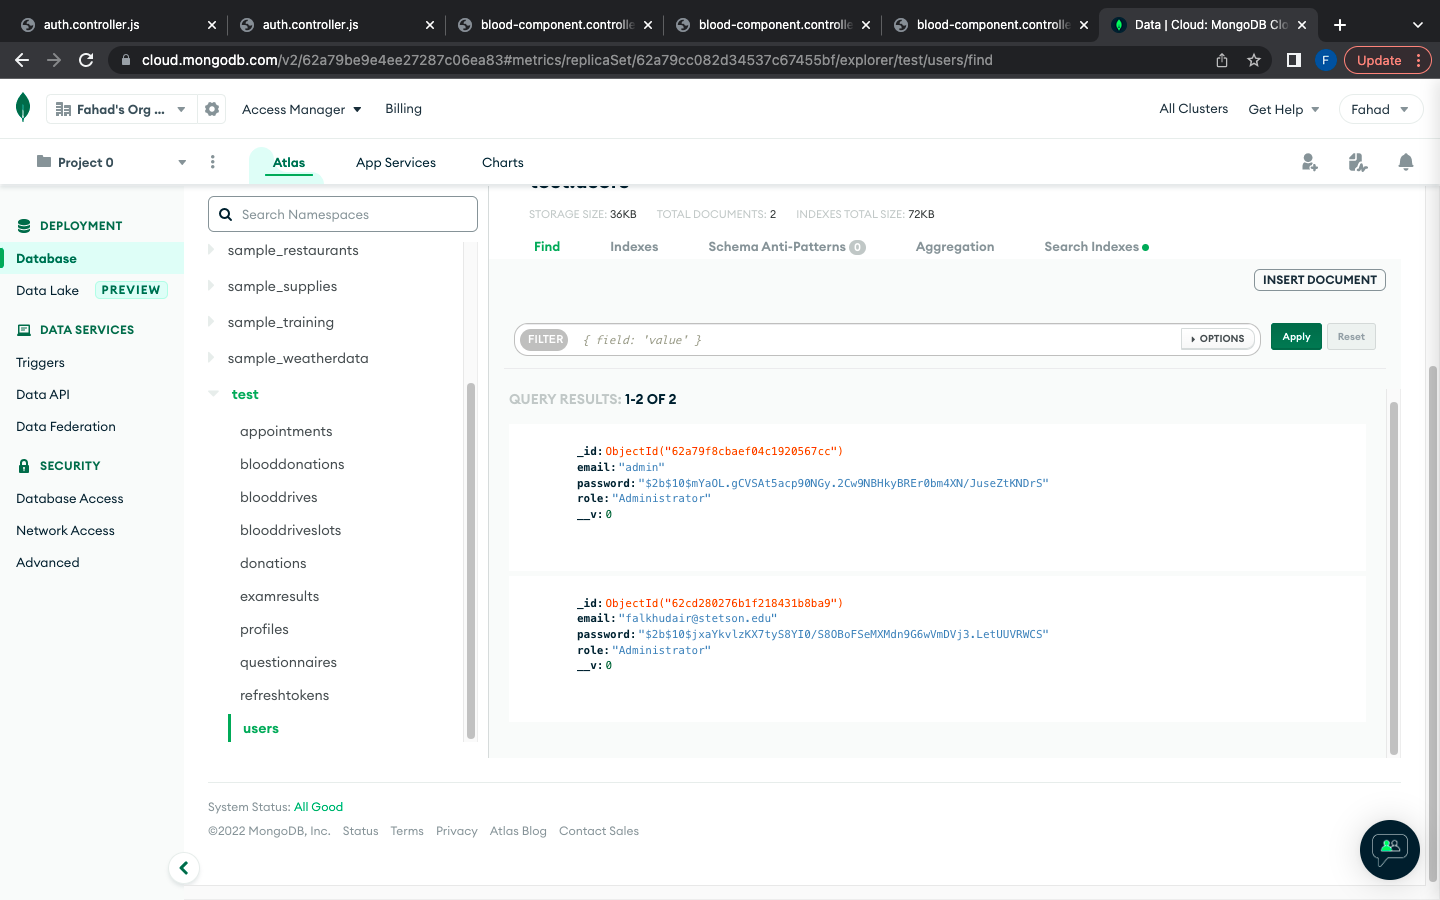 auth.controller.js
auth.controller.js
blood-component.controlle
blood-component.controlle
blood-component.controlle
Data | Cloud: MongoDB Clo
cloud.mongodb.com/v2/62a79be9e4ee27287c06ea83#metrics/replicaSet/62a79cc082d34537c67455bf/explorer/test/users/find
F
Update
Fahad's Org ...
Access Manager
Billing
All Clusters
Get Help
Fahad
Project 0
Atlas
App Services
Charts
DEPLOYMENT
Database
Data Lake
PREVIEW
DATA SERVICES
Triggers
Data API
Data Federation
SECURITY
Database Access
Network Access
Advanced
Search Namespaces
sample_restaurants
sample_supplies
sample_training
sample_weatherdata
test
appointments
blooddonations
blooddrives
blooddriveslots
donations
examresults
profiles
questionnaires
refreshtokens
users
test.users
STORAGE SIZE: 36KB
TOTAL DOCUMENTS: 2
INDEXES TOTAL SIZE: 72KB
Find
Indexes
Schema Anti-Patterns 0
Aggregation
Search Indexes
INSERT DOCUMENT
FILTER
{ field: 'value' }
OPTIONS
Apply
Reset
QUERY RESULTS: 1-2 OF 2
_id: ObjectId("62a79f8cbaef04c1920567cc")
email: "admin"
password: "$2b$10$mYaOL.gCVSAt5acp90NGy.2Cw9NBHkyBREr0bm4XN/JuseZtKNDrS"
role: "Administrator"
__v: 0
_id: ObjectId("62cd280276b1f218431b8ba9")
email: "falkhudair@stetson.edu"
password: "$2b$10$jxaYkvlzKX7tyS8YI0/S8OBoFSeMXMdn9G6wVmDVj3.LetUUVRWCS"
role: "Administrator"
__v: 0
System Status: All Good
©2022 MongoDB, Inc.
Status
Terms
Privacy
Atlas Blog
Contact Sales